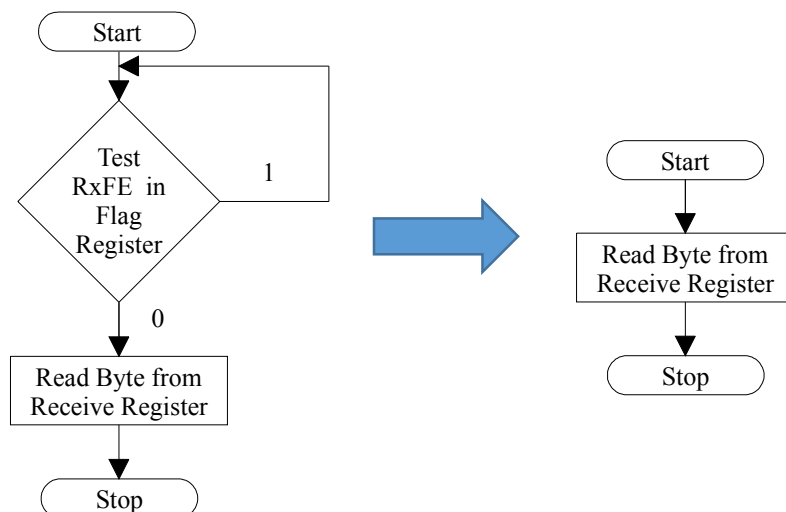 Start
Test
RxFE in
Flag
Register
1
0
Read Byte from
Receive Register
Stop
Start
Read Byte from
Receive Register
Stop